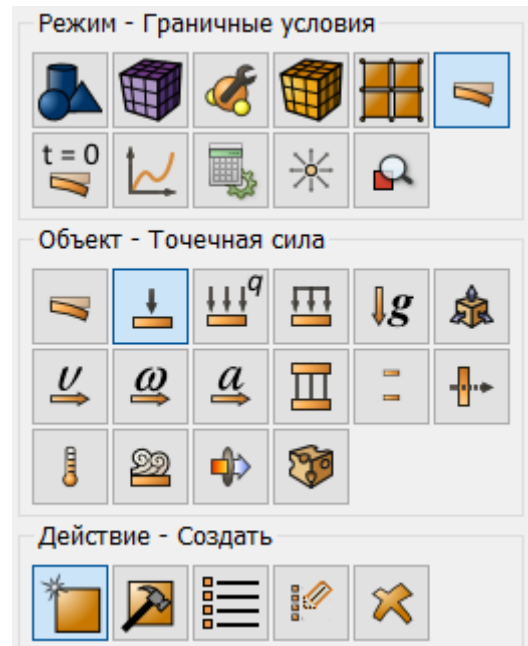 Режим - Граничные условия
t = 0
Объект - Точечная сила
q
g
υ
ω
a
Действие - Создать